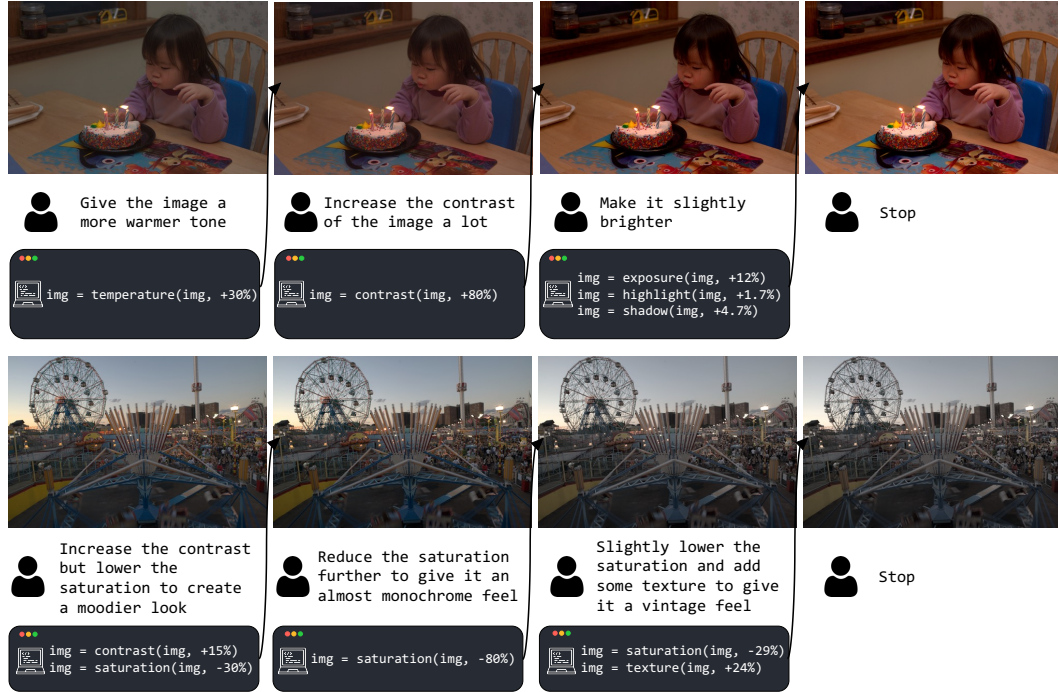 Give the image a
more warmer tone
Increase the contrast
of the image a lot
Make it slightly
brighter
Stop
img = temperature(img, +30%)
img = contrast(img, +80%)
img = exposure(img, +12%)
img = highlight(img, +1.7%)
img = shadow(img, +4.7%)
Increase the contrast
but lower the
saturation to create
a moodier look
Reduce the saturation
further to give it an
almost monochrome feel
Slightly lower the
saturation and add
some texture to give
it a vintage feel
Stop
img = contrast(img, +15%)
img = saturation(img, -30%)
img = saturation(img, -80%)
img = saturation(img, -29%)
img = texture(img, +24%)